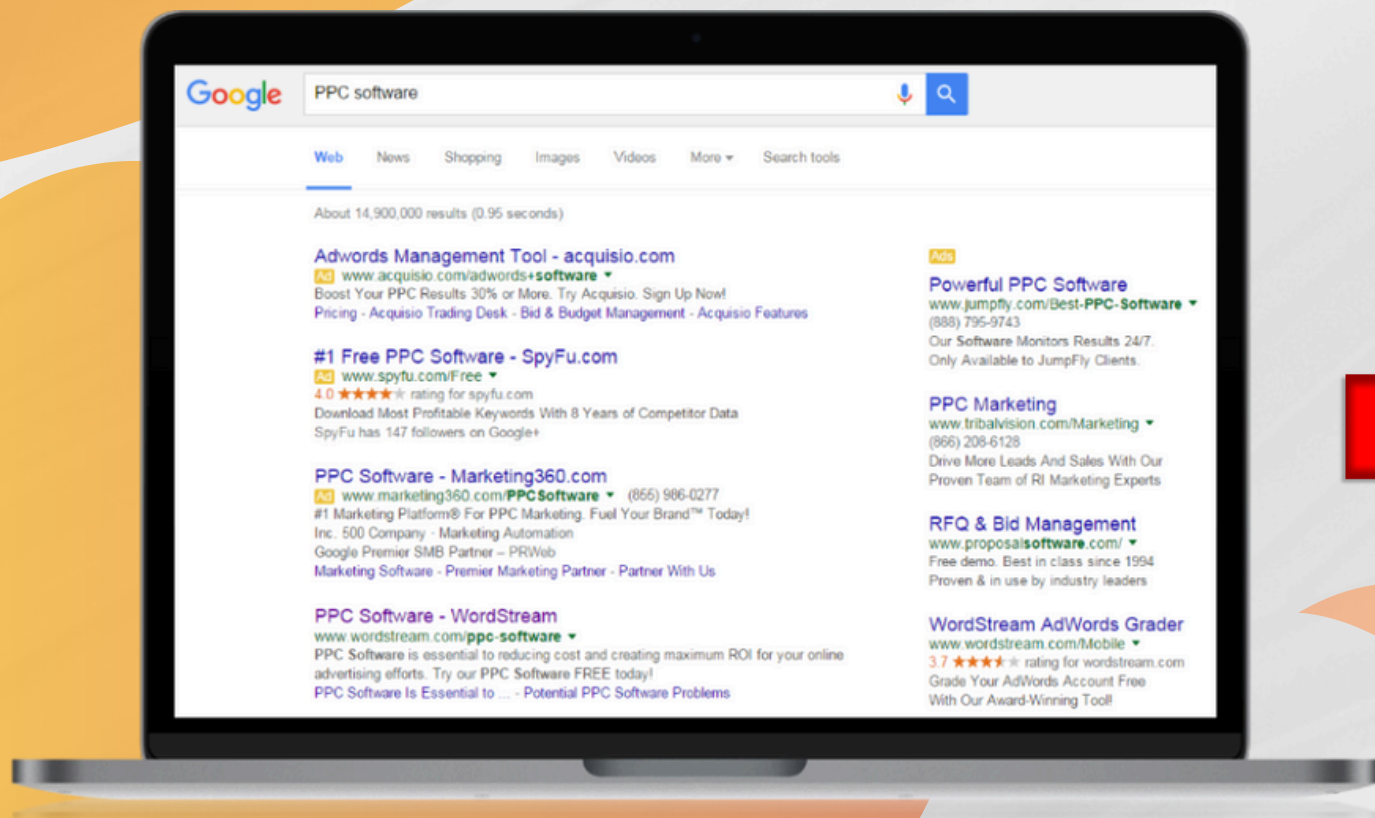 Google
PPC software
Web News Shopping Images Videos More Search tools
About 14,900,000 results (0.95 seconds)
Adwords Management Tool - acquisio.com
Ad www.acquisio.com/adwords+software
Boost Your PPC Results 30% or More. Try Acquisio. Sign Up Now!
Pricing - Acquisio Trading Desk - Bid & Budget Management - Acquisio Features
#1 Free PPC Software - SpyFu.com
Ad www.spyfu.com/Free
4.0 ★★★★★ rating for spyfu.com
Download Most Profitable Keywords With 8 Years of Competitor Data
SpyFu has 147 followers on Google+
PPC Software - Marketing360.com
Ad www.marketing360.com/PPCSoftware (855) 986-0277
#1 Marketing Platform® For PPC Marketing. Fuel Your Brand™ Today!
Inc. 500 Company · Marketing Automation
Google Premier SMB Partner – PRWeb
Marketing Software - Premier Marketing Partner - Partner With Us
PPC Software - WordStream
www.wordstream.com/ppc-software
PPC Software is essential to reducing cost and creating maximum ROI for your online
advertising efforts. Try our PPC Software FREE today!
PPC Software Is Essential to ... - Potential PPC Software Problems
Ads
Powerful PPC Software
www.jumpfly.com/Best-PPC-Software
(888) 795-9743
Our Software Monitors Results 24/7.
Only Available to JumpFly Clients.
PPC Marketing
www.tribalvision.com/Marketing
(866) 208-6128
Drive More Leads And Sales With Our
Proven Team of RI Marketing Experts
RFQ & Bid Management
www.proposalsoftware.com/
Free demo. Best in class since 1994
Proven & in use by industry leaders
WordStream AdWords Grader
www.wordstream.com/Mobile
3.7 ★★★★★ rating for wordstream.com
Grade Your AdWords Account Free
With Our Award-Winning Tool!